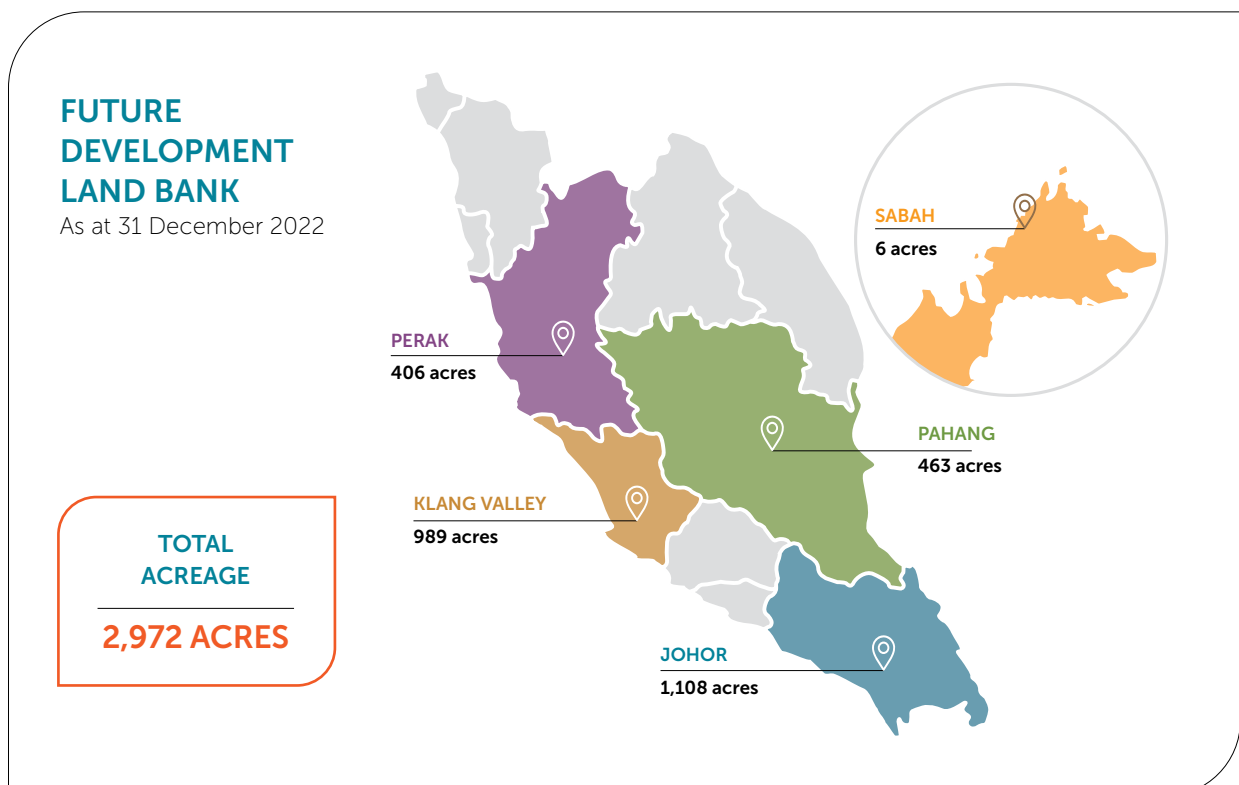 FUTURE
DEVELOPMENT
LAND BANK
As at 31 December 2022
SABAH
6 acres
PERAK
406 acres
PAHANG
463 acres
KLANG VALLEY
989 acres
TOTAL
ACREAGE
2,972 ACRES
JOHOR
1,108 acres